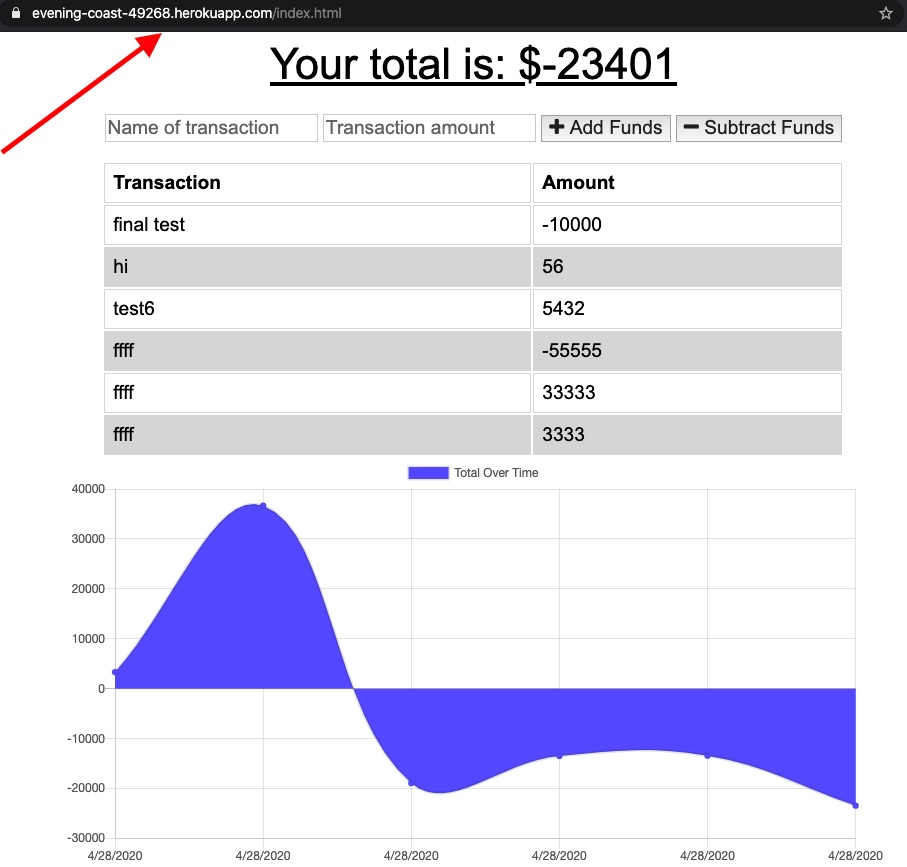 evening-coast-49268.herokuapp.com/index.html
Your total is: $-23401
Name of transaction Transaction amount + Add Funds − Subtract Funds
Transaction Amount
final test -10000
hi 56
test6 5432
ffff -55555
ffff 33333
ffff 3333
Total Over Time
40000
30000
20000
10000
0
-10000
-20000
-30000
4/28/2020 4/28/2020 4/28/2020 4/28/2020 4/28/2020 4/28/2020